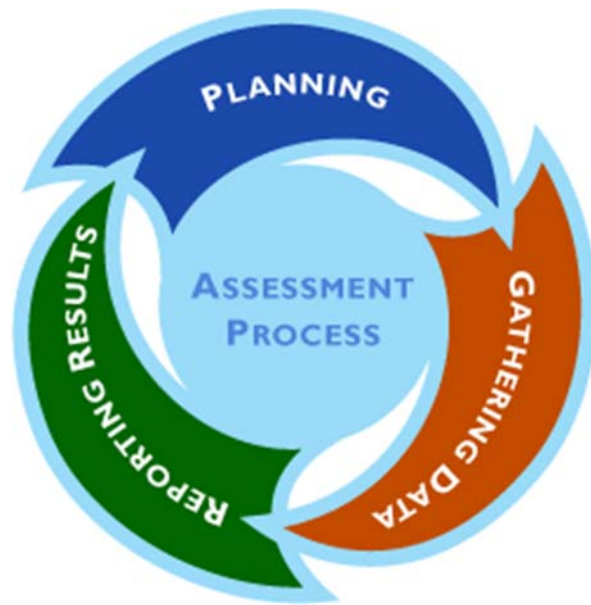 PLANNING
GATHERING DATA
REPORTING RESULTS
ASSESSMENT
PROCESS